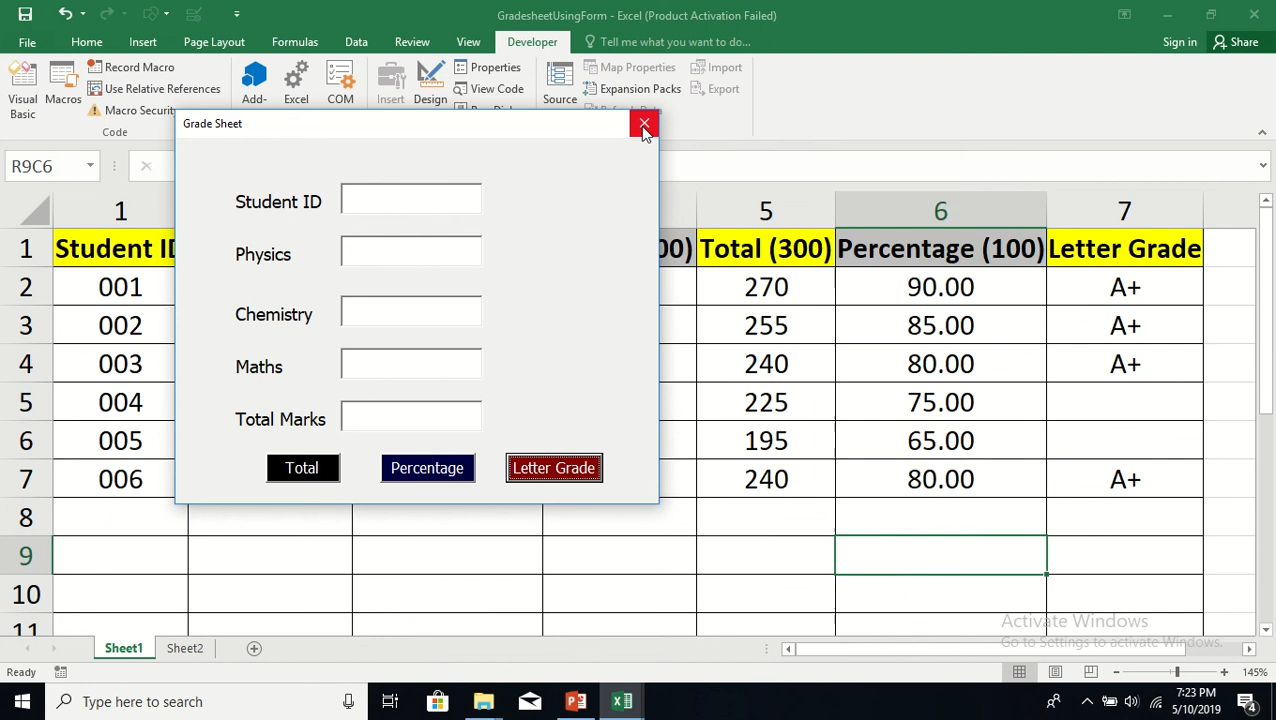 GradesheetUsingForm - Excel (Product Activation Failed)
File Home Insert Page Layout Formulas Data Review View Developer Tell me what you want to do... Sign in Share
Visual Basic
Macros
Record Macro
Use Relative References
Macro Securit
Code
Add-
Excel
COM
Insert
Design
Properties
View Code
Source
Map Properties
Expansion Packs
Import
Export
R9C6
Grade Sheet
Student ID
Physics
Chemistry
Maths
Total Marks
Total Percentage Letter Grade
1 5 6 7
1 Student ID 00) Total (300) Percentage (100) Letter Grade
2 001 270 90.00 A+
3 002 255 85.00 A+
4 003 240 80.00 A+
5 004 225 75.00
6 005 195 65.00
7 006 240 80.00 A+
8
9
10
11
Activate Windows
Go to Settings to activate Windows.
Sheet1 Sheet2
Ready 145%
Type here to search
7:23 PM
5/10/2019
4